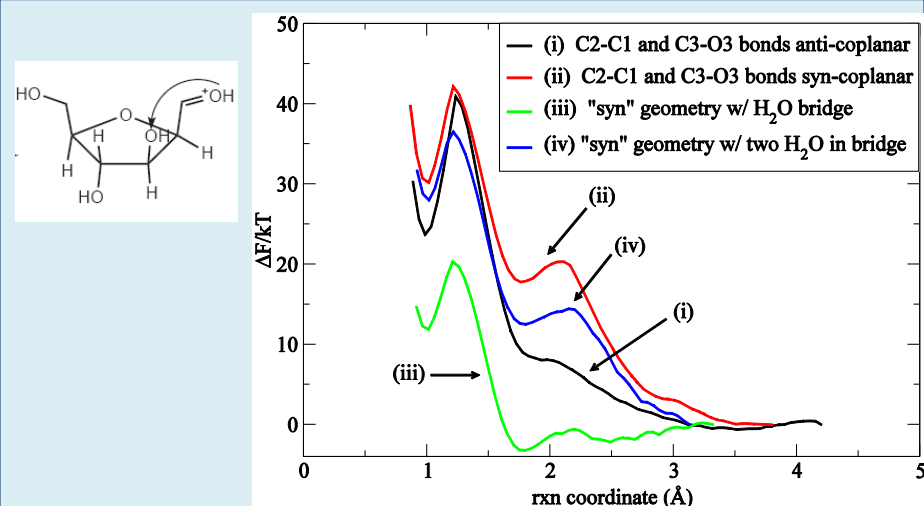 HO
O
+
OH
H
OH
H
H
HO
H
50
40
30
20
10
0
ΔF/kT
(i) C2-C1 and C3-O3 bonds anti-coplanar
(ii) C2-C1 and C3-O3 bonds syn-coplanar
(iii) "syn" geometry w/ H₂O bridge
(iv) "syn" geometry w/ two H₂O in bridge
(ii)
(iv)
(i)
(iii)
0 1 2 3 4 5
rxn coordinate (Å)